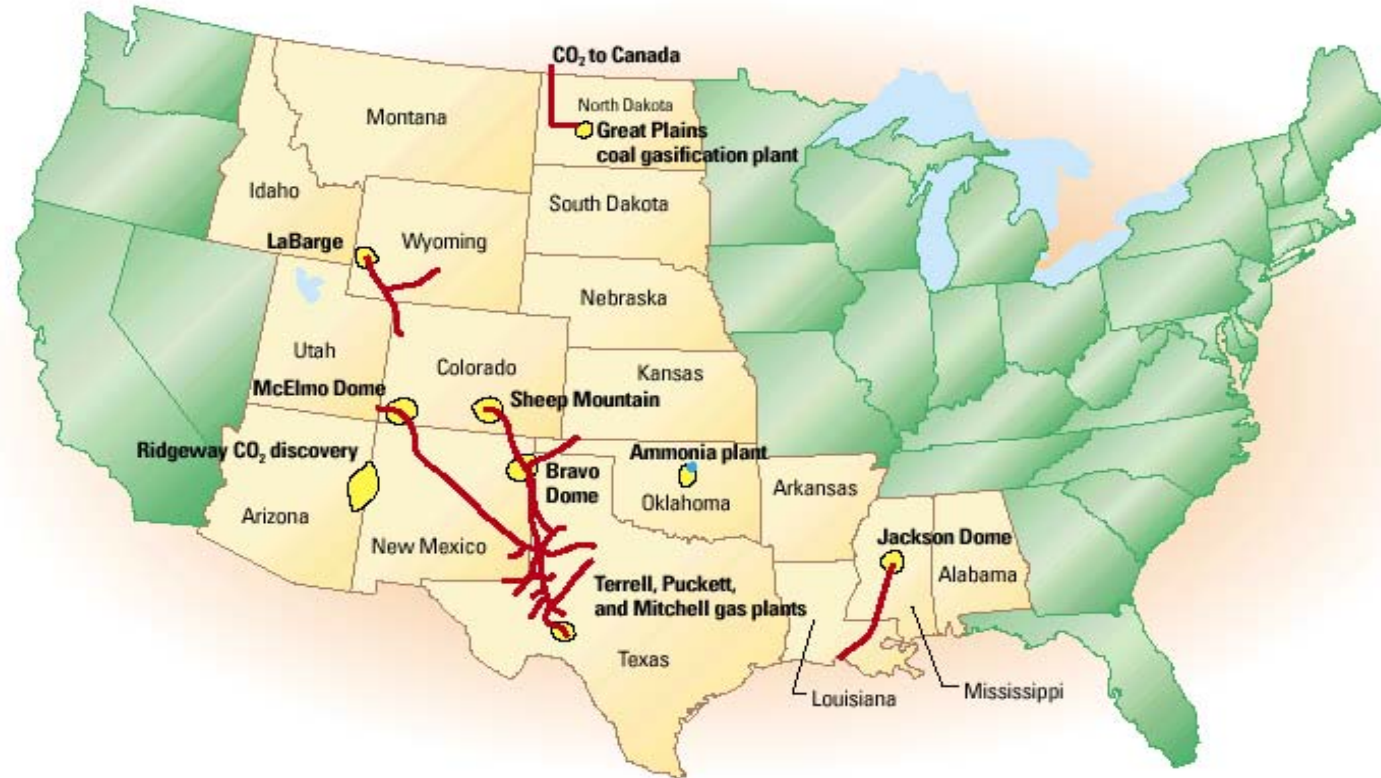 CO₂ to Canada
Montana
North Dakota
Great Plains
coal gasification plant
Idaho
South Dakota
LaBarge
Wyoming
Nebraska
Utah
Colorado
Kansas
McElmo Dome
Sheep Mountain
Ridgeway CO₂ discovery
Ammonia plant
Bravo
Dome
Oklahoma
Arkansas
Arizona
New Mexico
Jackson Dome
Alabama
Terrell, Puckett,
and Mitchell gas plants
Texas
Louisiana
Mississippi